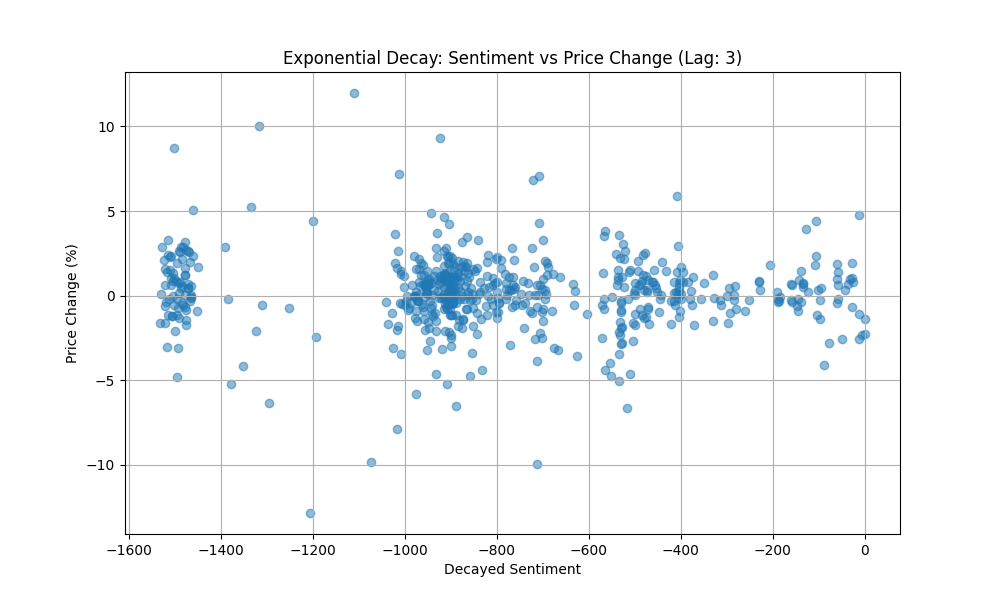 Exponential Decay: Sentiment vs Price Change (Lag: 3)
Price Change (%)
10
5
0
−5
−10
−1600 −1400 −1200 −1000 −800 −600 −400 −200 0
Decayed Sentiment